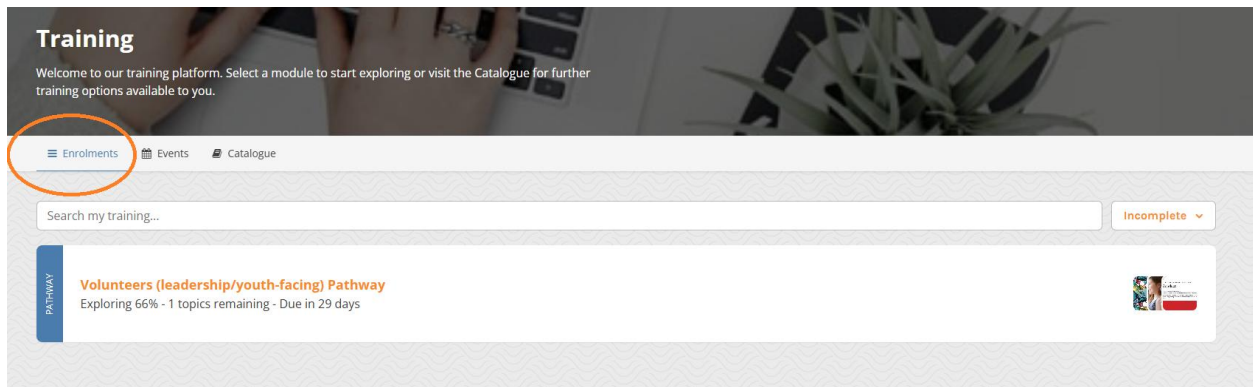 Training
Welcome to our training platform. Select a module to start exploring or visit the Catalogue for further
training options available to you.
Enrolments Events Catalogue
Search my training...
Incomplete
PATHWAY
Volunteers (leadership/youth-facing) Pathway
Exploring 66% - 1 topics remaining - Due in 29 days